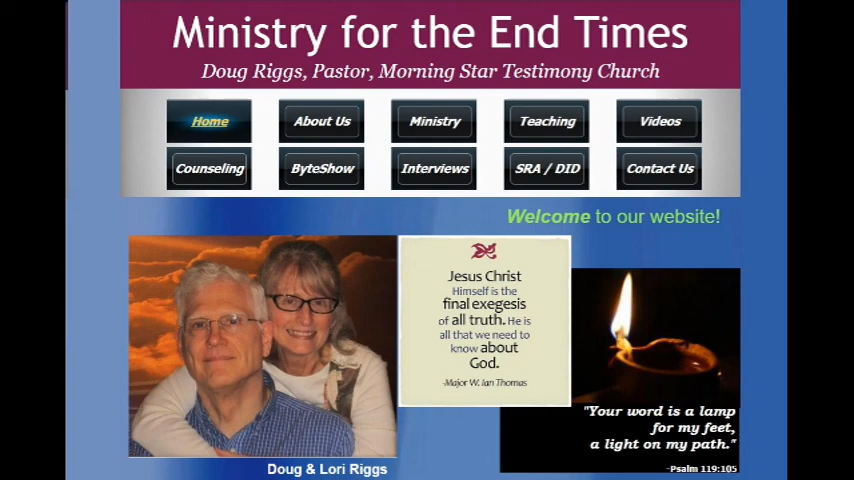 Ministry for the End Times
Doug Riggs, Pastor, Morning Star Testimony Church
Home
About Us
Ministry
Teaching
Videos
Counseling
ByteShow
Interviews
SRA / DID
Contact Us
Welcome to our website!
Jesus Christ
Himself is the
final exegesis
of all truth. He is
all that we need to
know about
God.
-Major W. Ian Thomas
"Your word is a lamp
for my feet,
a light on my path."
-Psalm 119:105
Doug & Lori Riggs